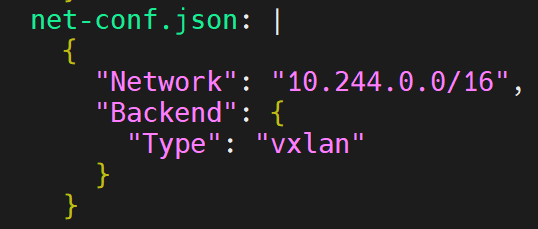 net-conf.json: |
{
"Network": "10.244.0.0/16",
"Backend": {
"Type": "vxlan"
}
}